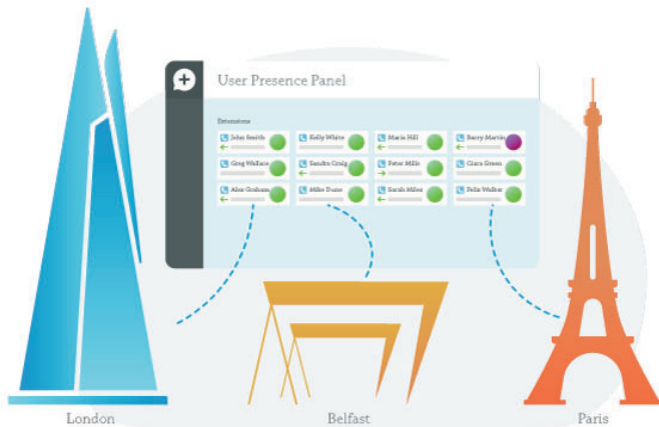 User Presence Panel
Extensions
John Smith Kelly White Maria Hill Barry Martin
Greg Wallace Sandra Craig Peter Mills Clara Green
Alex Graham Mike Dune Sarah Miles Felix Walker
London Belfast Paris